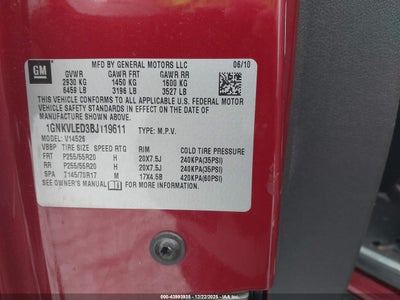 GM
MFD BY GENERAL MOTORS LLC 06/10
GVWR GAWR FRT GAWR RR
2930 KG 1450 KG 1600 KG
6459 LB 3196 LB 3527 LB
THIS VEHICLE CONFORMS TO ALL APPLICABLE U.S. FEDERAL MOTOR
VEHICLE SAFETY STANDARDS IN EFFECT ON THE DATE OF
MANUFACTURE SHOWN ABOVE.
1GNKVLED3BJ119611 TYPE: M.P.V.
V14526
VBBP TIRE SIZE SPEED RTG RIM COLD TIRE PRESSURE
FRT P255/55R20 H 20X7.5J 240KPA(35PSI)
RR P255/55R20 H 20X7.5J 240KPA(35PSI)
SPA T145/70R17 M 17X4.5B 420KPA(60PSI)
SEE OWNER'S MANUAL FOR MORE INFORMATION.
000-43993935 - 12/22/2025 - IAAI.COM